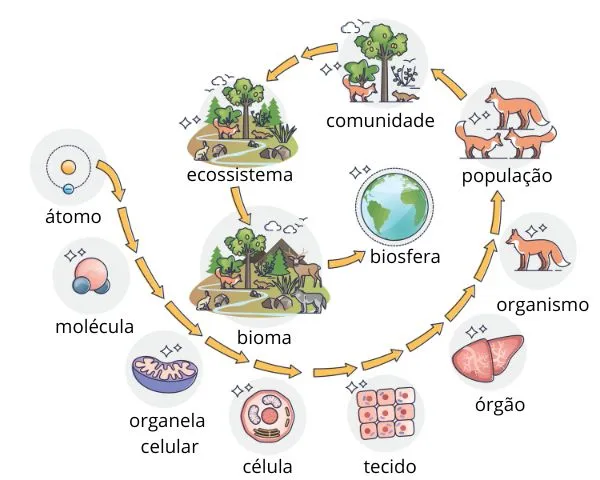 átomo
molécula
organela
celular
célula
tecido
órgão
organismo
população
comunidade
ecossistema
bioma
biosfera